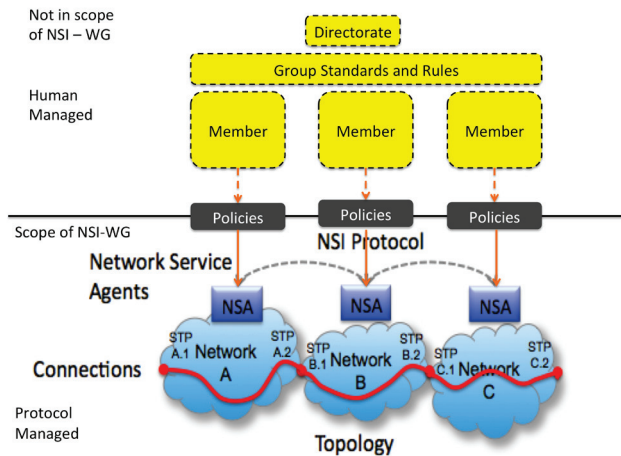 Not in scope
of NSI – WG
Directorate
Group Standards and Rules
Human
Managed
Member
Member
Member
Policies
Policies
Policies
Scope of NSI-WG
NSI Protocol
Network Service
Agents
NSA
NSA
NSA
STP
A.1
Network
A
STP
A.2
STP
B.1
Network
B
STP
B.2
STP
C.1
Network
C
STP
C.2
Connections
Protocol
Managed
Topology